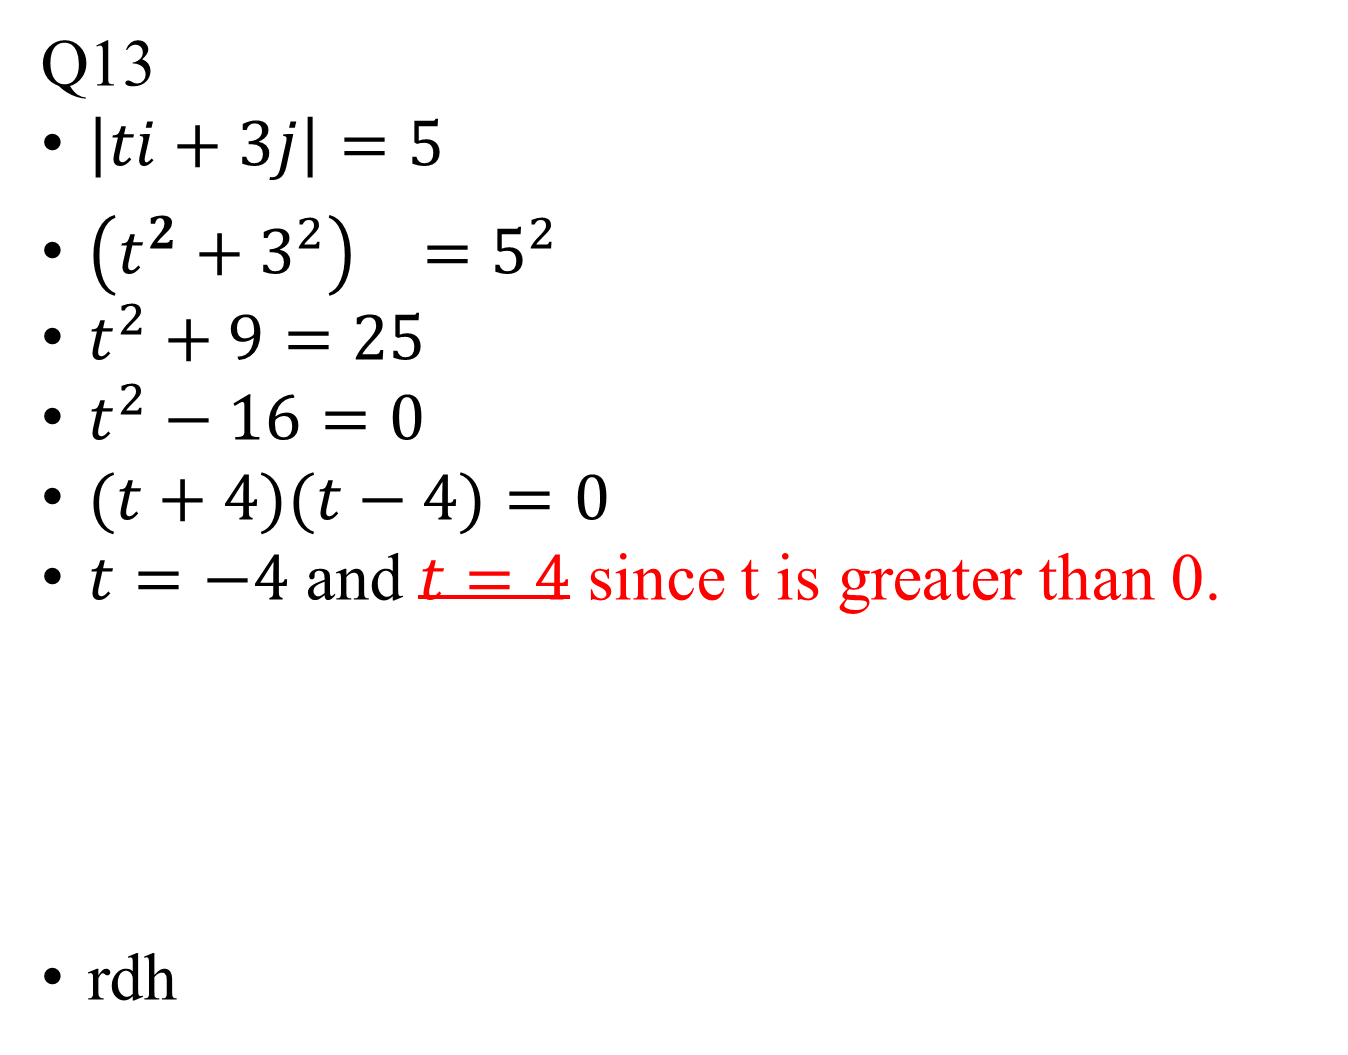 Q13
• |ti + 3j| = 5
• (t² + 3²) = 5²
• t² + 9 = 25
• t² − 16 = 0
• (t + 4)(t − 4) = 0
• t = −4 and t = 4 since t is greater than 0.
• rdh